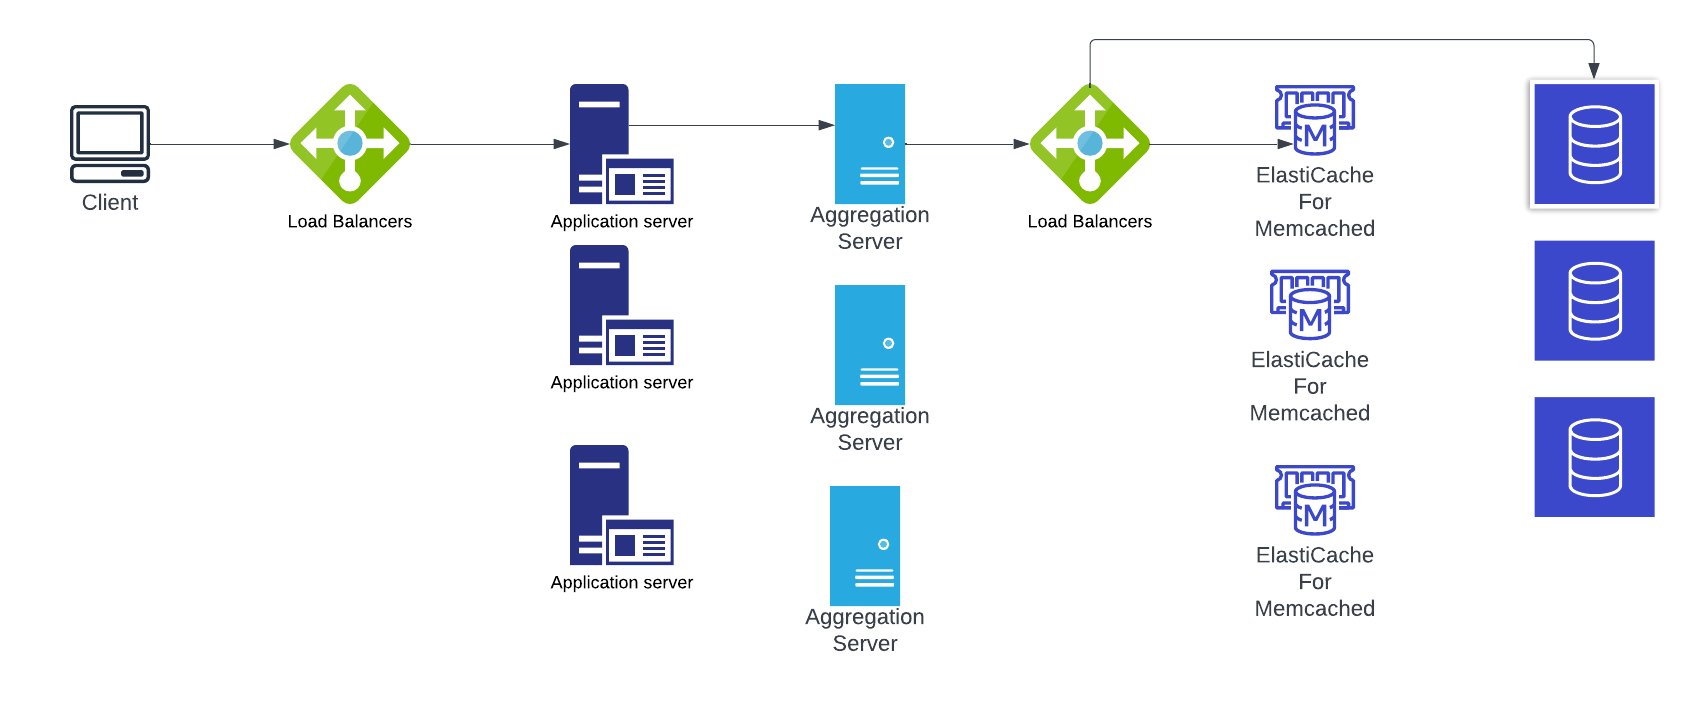 Client
Load Balancers
Application server
Aggregation
Server
Load Balancers
ElastiCache
For
Memcached
Application server
Aggregation
Server
ElastiCache
For
Memcached
Application server
Aggregation
Server
ElastiCache
For
Memcached
M
M
M